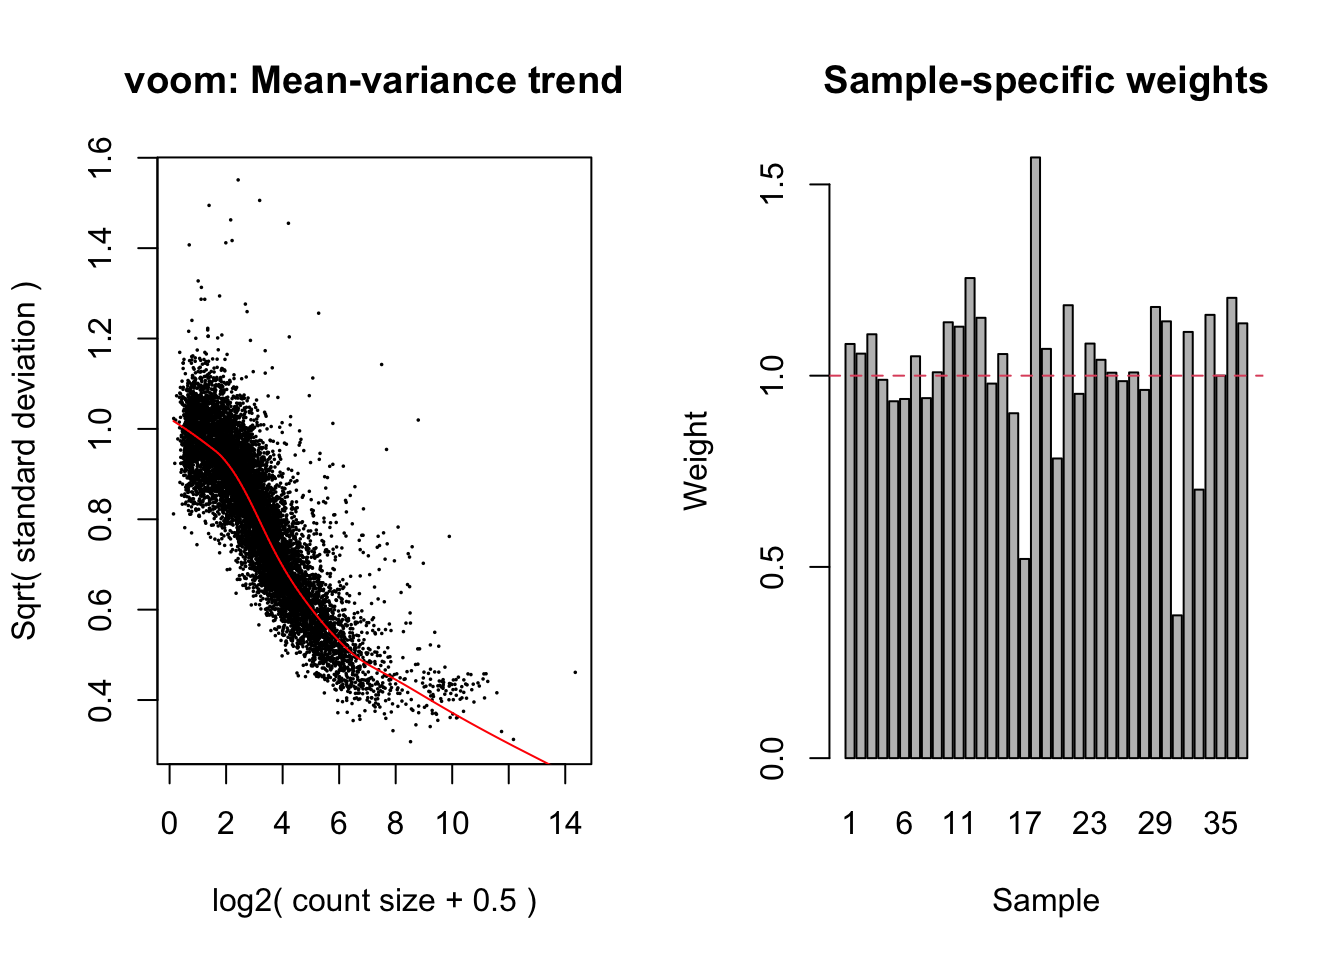 voom: Mean-variance trend
Sqrt( standard deviation )
1.6
1.4
1.2
1.0
0.8
0.6
0.4
0 2 4 6 8 10 14
log2( count size + 0.5 )
Sample-specific weights
Weight
1.5
1.0
0.5
0.0
1 6 11 17 23 29 35
Sample